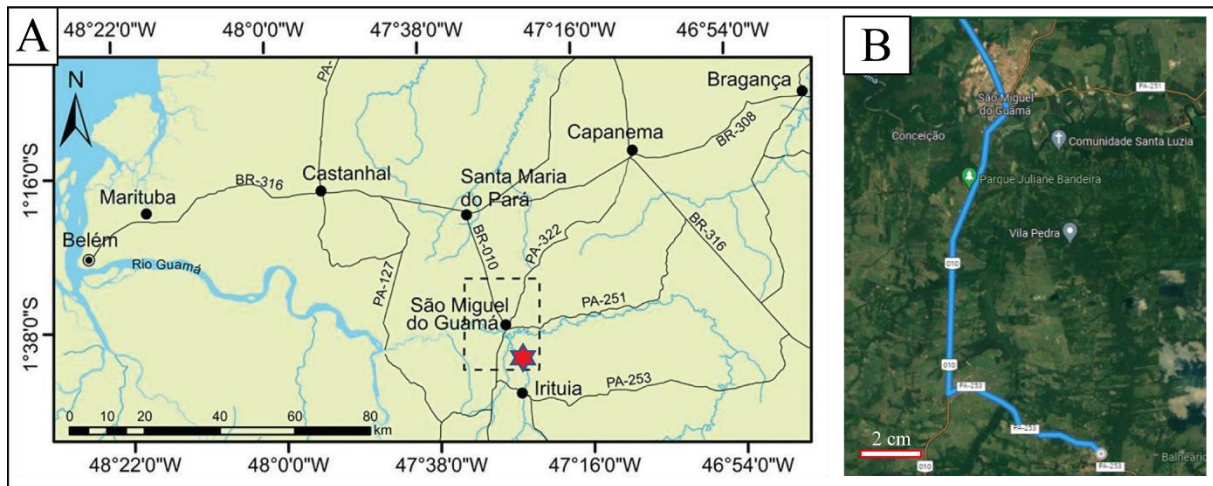 A
48°22'0"W 48°0'0"W 47°38'0"W 47°16'0"W 46°54'0"W
N
PA-
Bragança
BR-308
Capanema
Castanhal
BR-316
Santa Maria
do Pará
Marituba
1°16'0"S
Belém
Rio Guamá
BR-010
PA-322
BR-316
PA-127
São Miguel
do Guamá
PA-251
1°38'0"S
Irituia
PA-253
0 10 20 40 60 80
km
48°22'0"W 48°0'0"W 47°38'0"W 47°16'0"W 46°54'0"W
B
São Miguel
do Guamá
PA-251
Conceição
Comunidade Santa Luzia
Parque Juliane Bandeira
Vila Pedra
010
010
PA-253
PA-253
2 cm
010
PA-253
Balneário